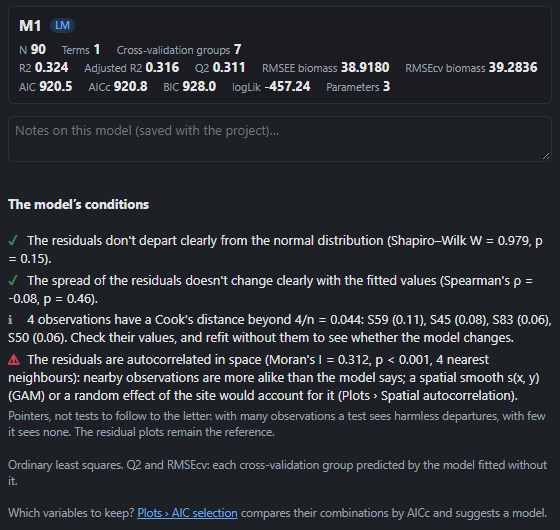 M1 LM
N 90 Terms 1 Cross-validation groups 7
R2 0.324 Adjusted R2 0.316 Q2 0.311 RMSEE biomass 38.9180 RMSEcv biomass 39.2836
AIC 920.5 AICc 920.8 BIC 928.0 logLik -457.24 Parameters 3
Notes on this model (saved with the project)...
The model’s conditions
✓ The residuals don't depart clearly from the normal distribution (Shapiro–Wilk W = 0.979, p
= 0.15).
✓ The spread of the residuals doesn't change clearly with the fitted values (Spearman's ρ =
-0.08, p = 0.46).
ℹ 4 observations have a Cook's distance beyond 4/n = 0.044: S59 (0.11), S45 (0.08), S83 (0.06),
S50 (0.06). Check their values, and refit without them to see whether the model changes.
⚠ The residuals are autocorrelated in space (Moran's I = 0.312, p < 0.001, 4 nearest
neighbours): nearby observations are more alike than the model says; a spatial smooth s(x, y)
(GAM) or a random effect of the site would account for it (Plots › Spatial autocorrelation).
Pointers, not tests to follow to the letter: with many observations a test sees harmless departures, with few
it sees none. The residual plots remain the reference.
Ordinary least squares. Q2 and RMSEcv: each cross-validation group predicted by the model fitted without
it.
Which variables to keep? Plots › AIC selection compares their combinations by AICc and suggests a model.